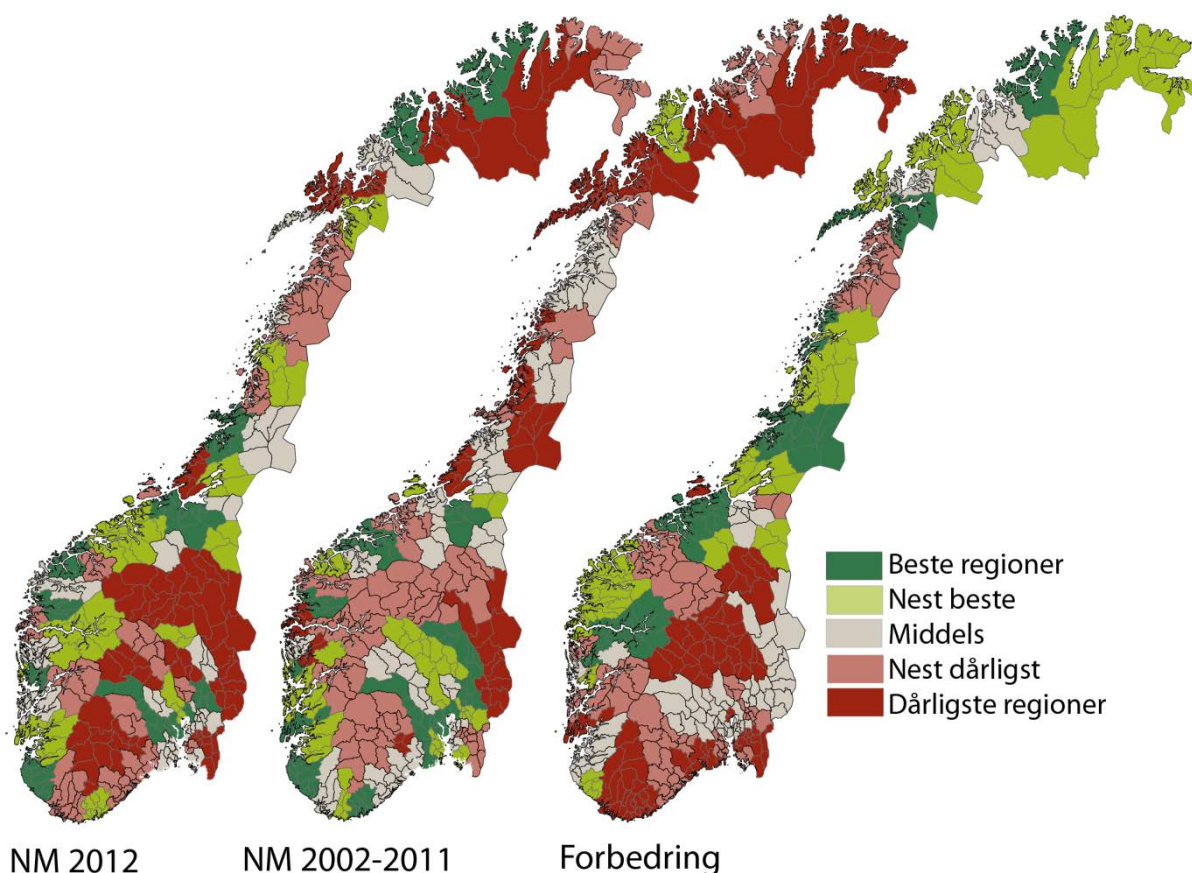 Beste regioner
Nest beste
Middels
Nest dårligst
Dårligste regioner
NM 2012
NM 2002-2011
Forbedring